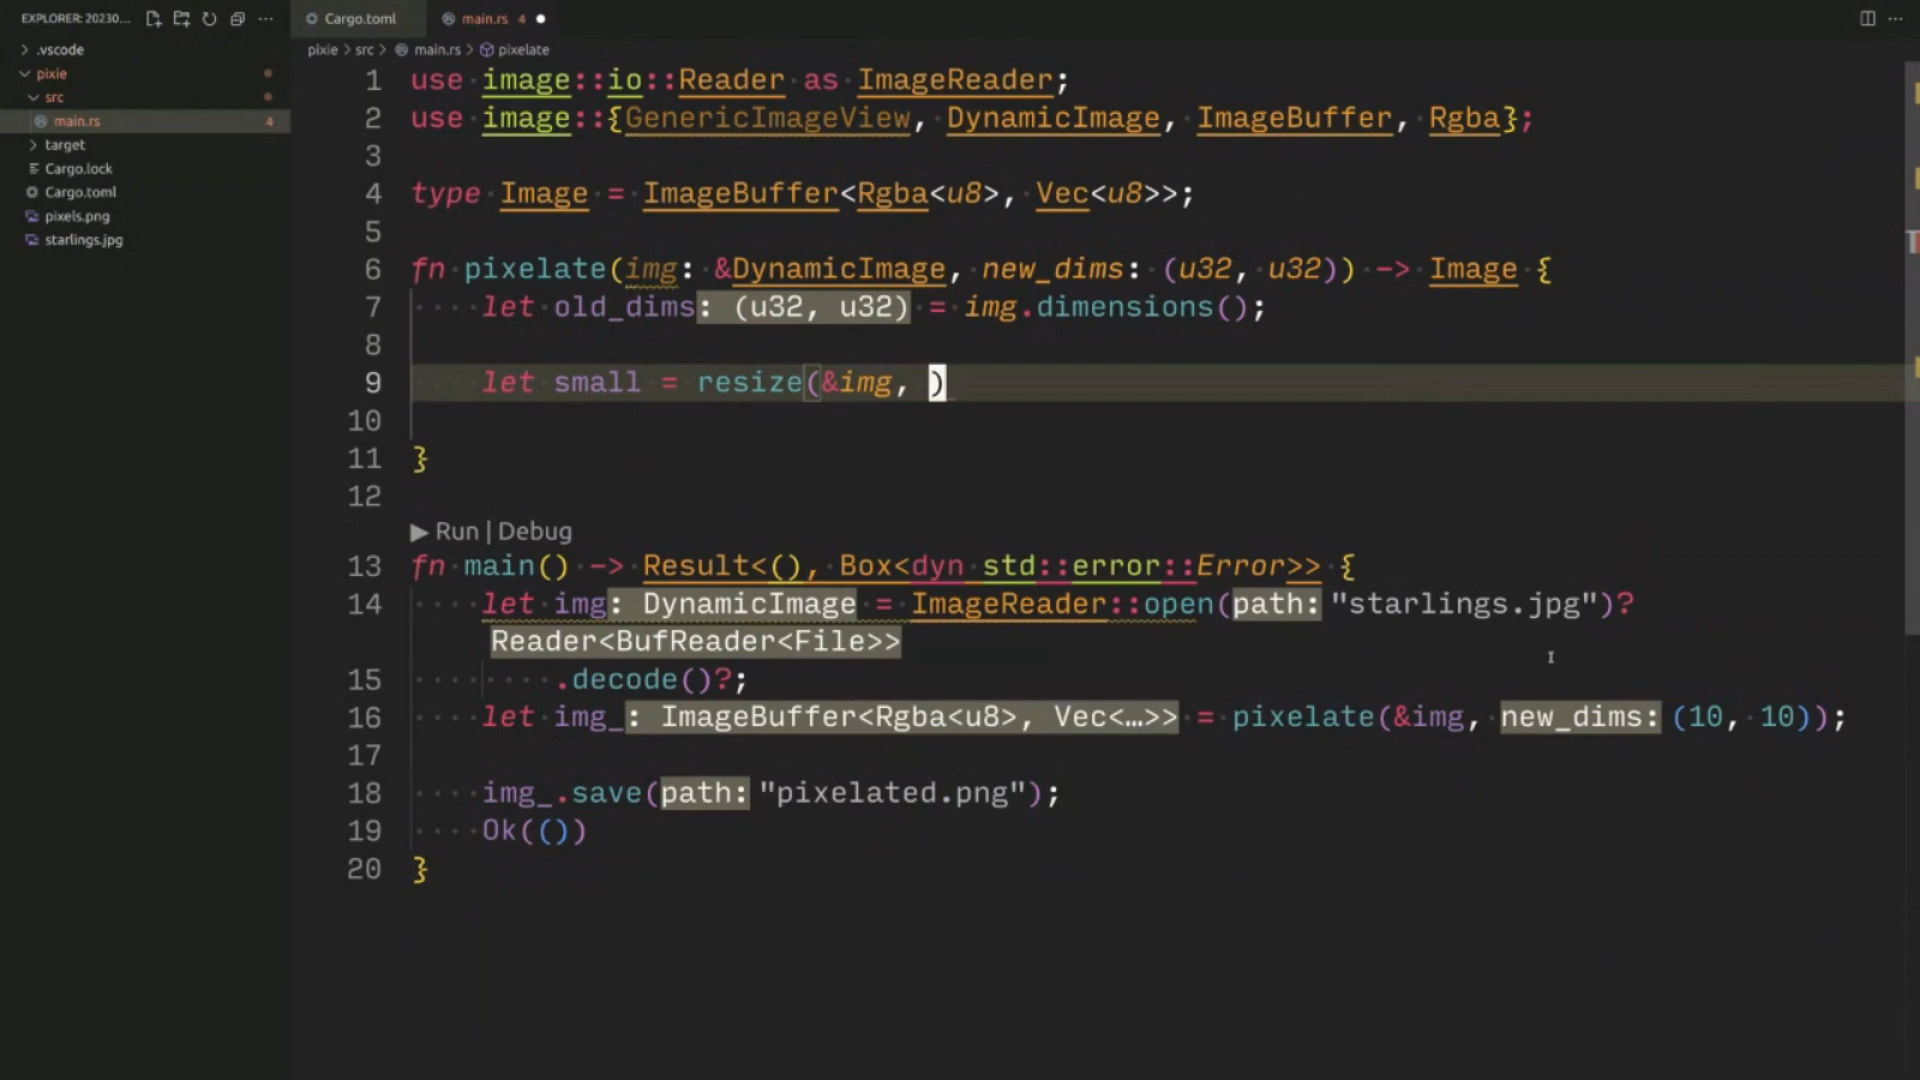 EXPLORER: 20230...
Cargo.toml
main.rs 4
.vscode
pixie > src > main.rs > pixelate
pixie
src
main.rs 4
target
Cargo.lock
Cargo.toml
pixels.png
starlings.jpg
1 use image::io::Reader as ImageReader;
2 use image::{GenericImageView, DynamicImage, ImageBuffer, Rgba};
3
4 type Image = ImageBuffer<Rgba<u8>, Vec<u8>>;
5
6 fn pixelate(img: &DynamicImage, new_dims: (u32, u32)) -> Image {
7 let old_dims: (u32, u32) = img.dimensions();
8
9 let small = resize(&img, )
10
11 }
12
▶ Run | Debug
13 fn main() -> Result<(), Box<dyn std::error::Error>> {
14 let img: DynamicImage = ImageReader::open(path: "starlings.jpg")?
Reader<BufReader<File>>
15 .decode()?;
16 let img_: ImageBuffer<Rgba<u8>, Vec<…>> = pixelate(&img, new_dims: (10, 10));
17
18 img_.save(path: "pixelated.png");
19 Ok(())
20 }